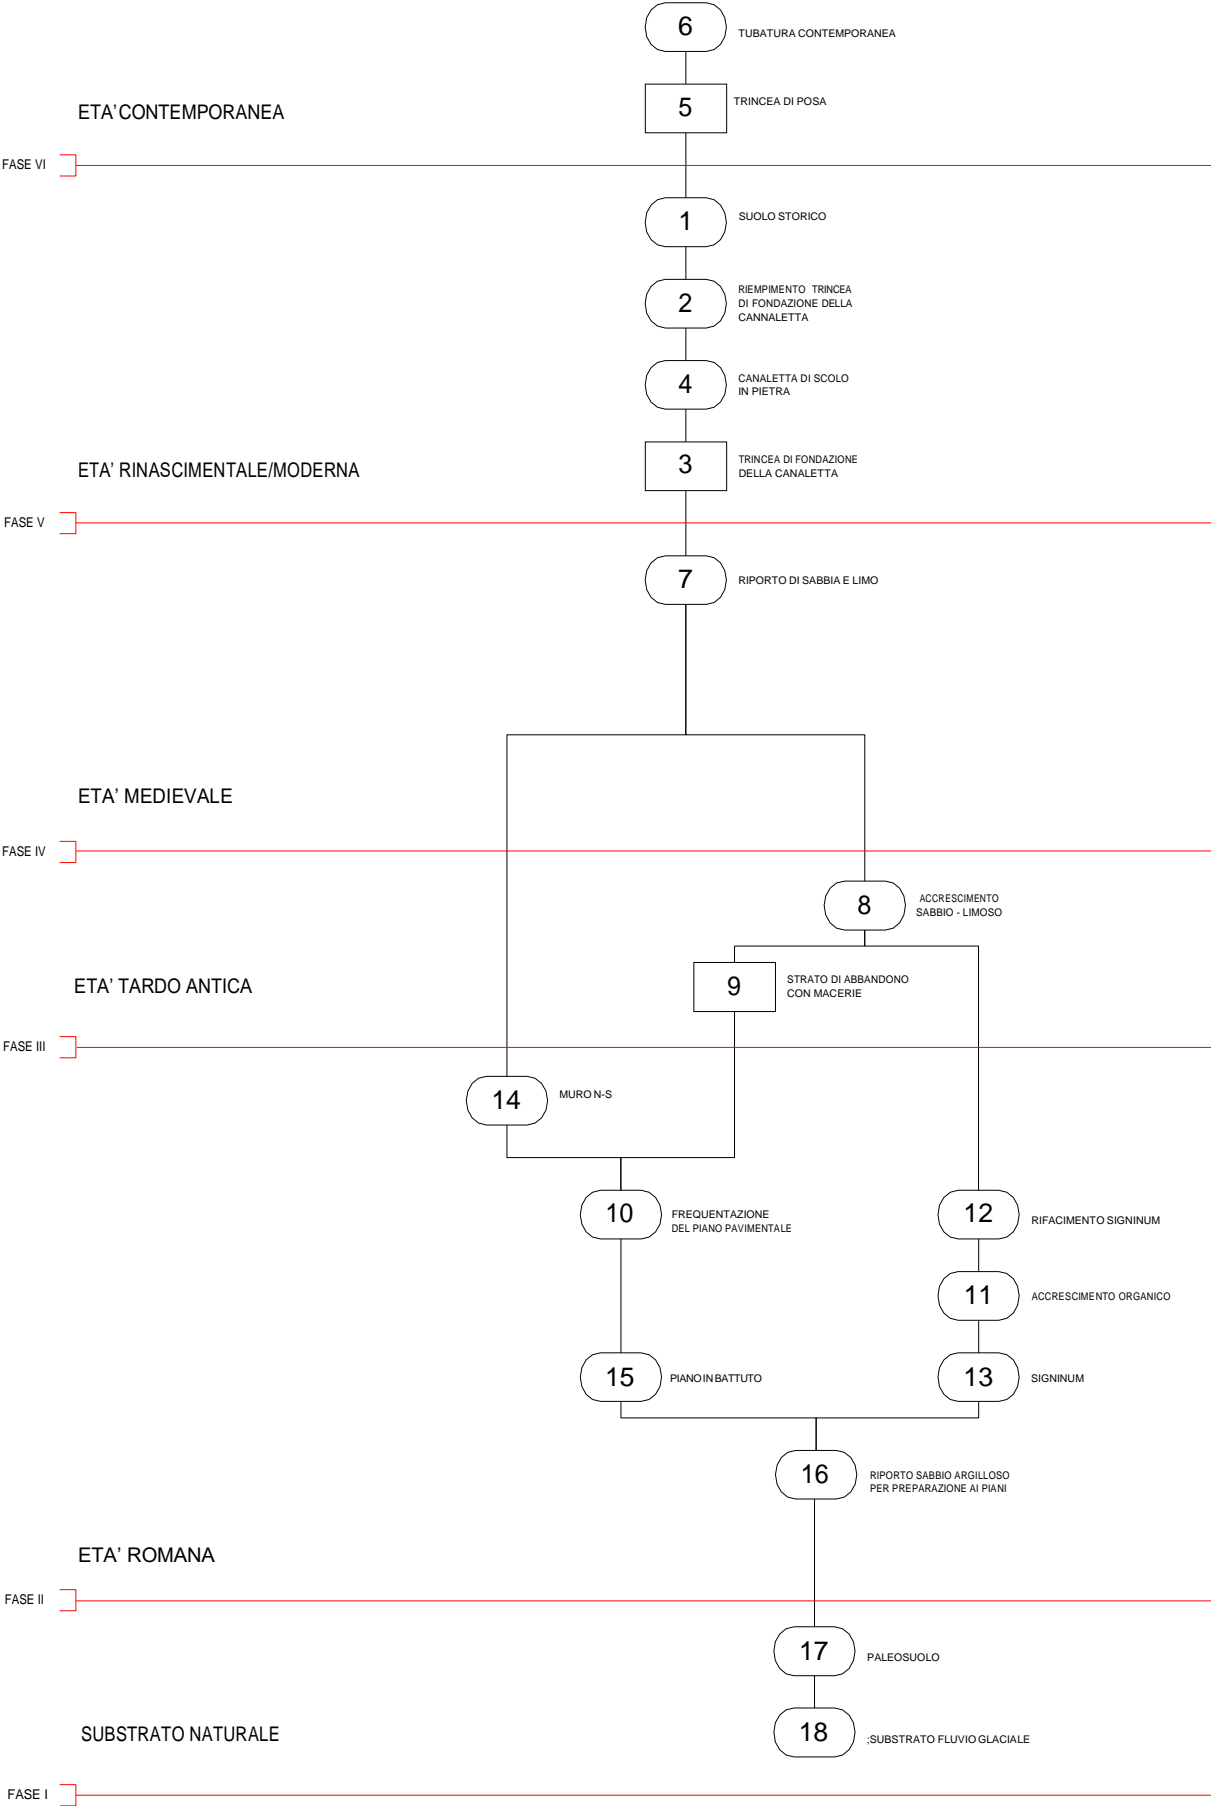 6
TUBATURA CONTEMPORANEA
5
TRINCEA DI POSA
ETA' CONTEMPORANEA
FASE VI
1
SUOLO STORICO
2
RIEMPIMENTO TRINCEA
DI FONDAZIONE DELLA
CANNALETTA
4
CANALETTA DI SCOLO
IN PIETRA
3
TRINCEA DI FONDAZIONE
DELLA CANALETTA
ETA' RINASCIMENTALE/MODERNA
FASE V
7
RIPORTO DI SABBIA E LIMO
ETA' MEDIEVALE
FASE IV
8
ACCRESCIMENTO
SABBIO - LIMOSO
9
STRATO DI ABBANDONO
CON MACERIE
ETA' TARDO ANTICA
FASE III
14
MURO N-S
10
FREQUENTAZIONE
DEL PIANO PAVIMENTALE
12
RIFACIMENTO SIGNINUM
11
ACCRESCIMENTO ORGANICO
15
PIANO IN BATTUTO
13
SIGNINUM
16
RIPORTO SABBIO ARGILLOSO
PER PREPARAZIONE AI PIANI
ETA' ROMANA
FASE II
17
PALEOSUOLO
18
;SUBSTRATO FLUVIO GLACIALE
SUBSTRATO NATURALE
FASE I